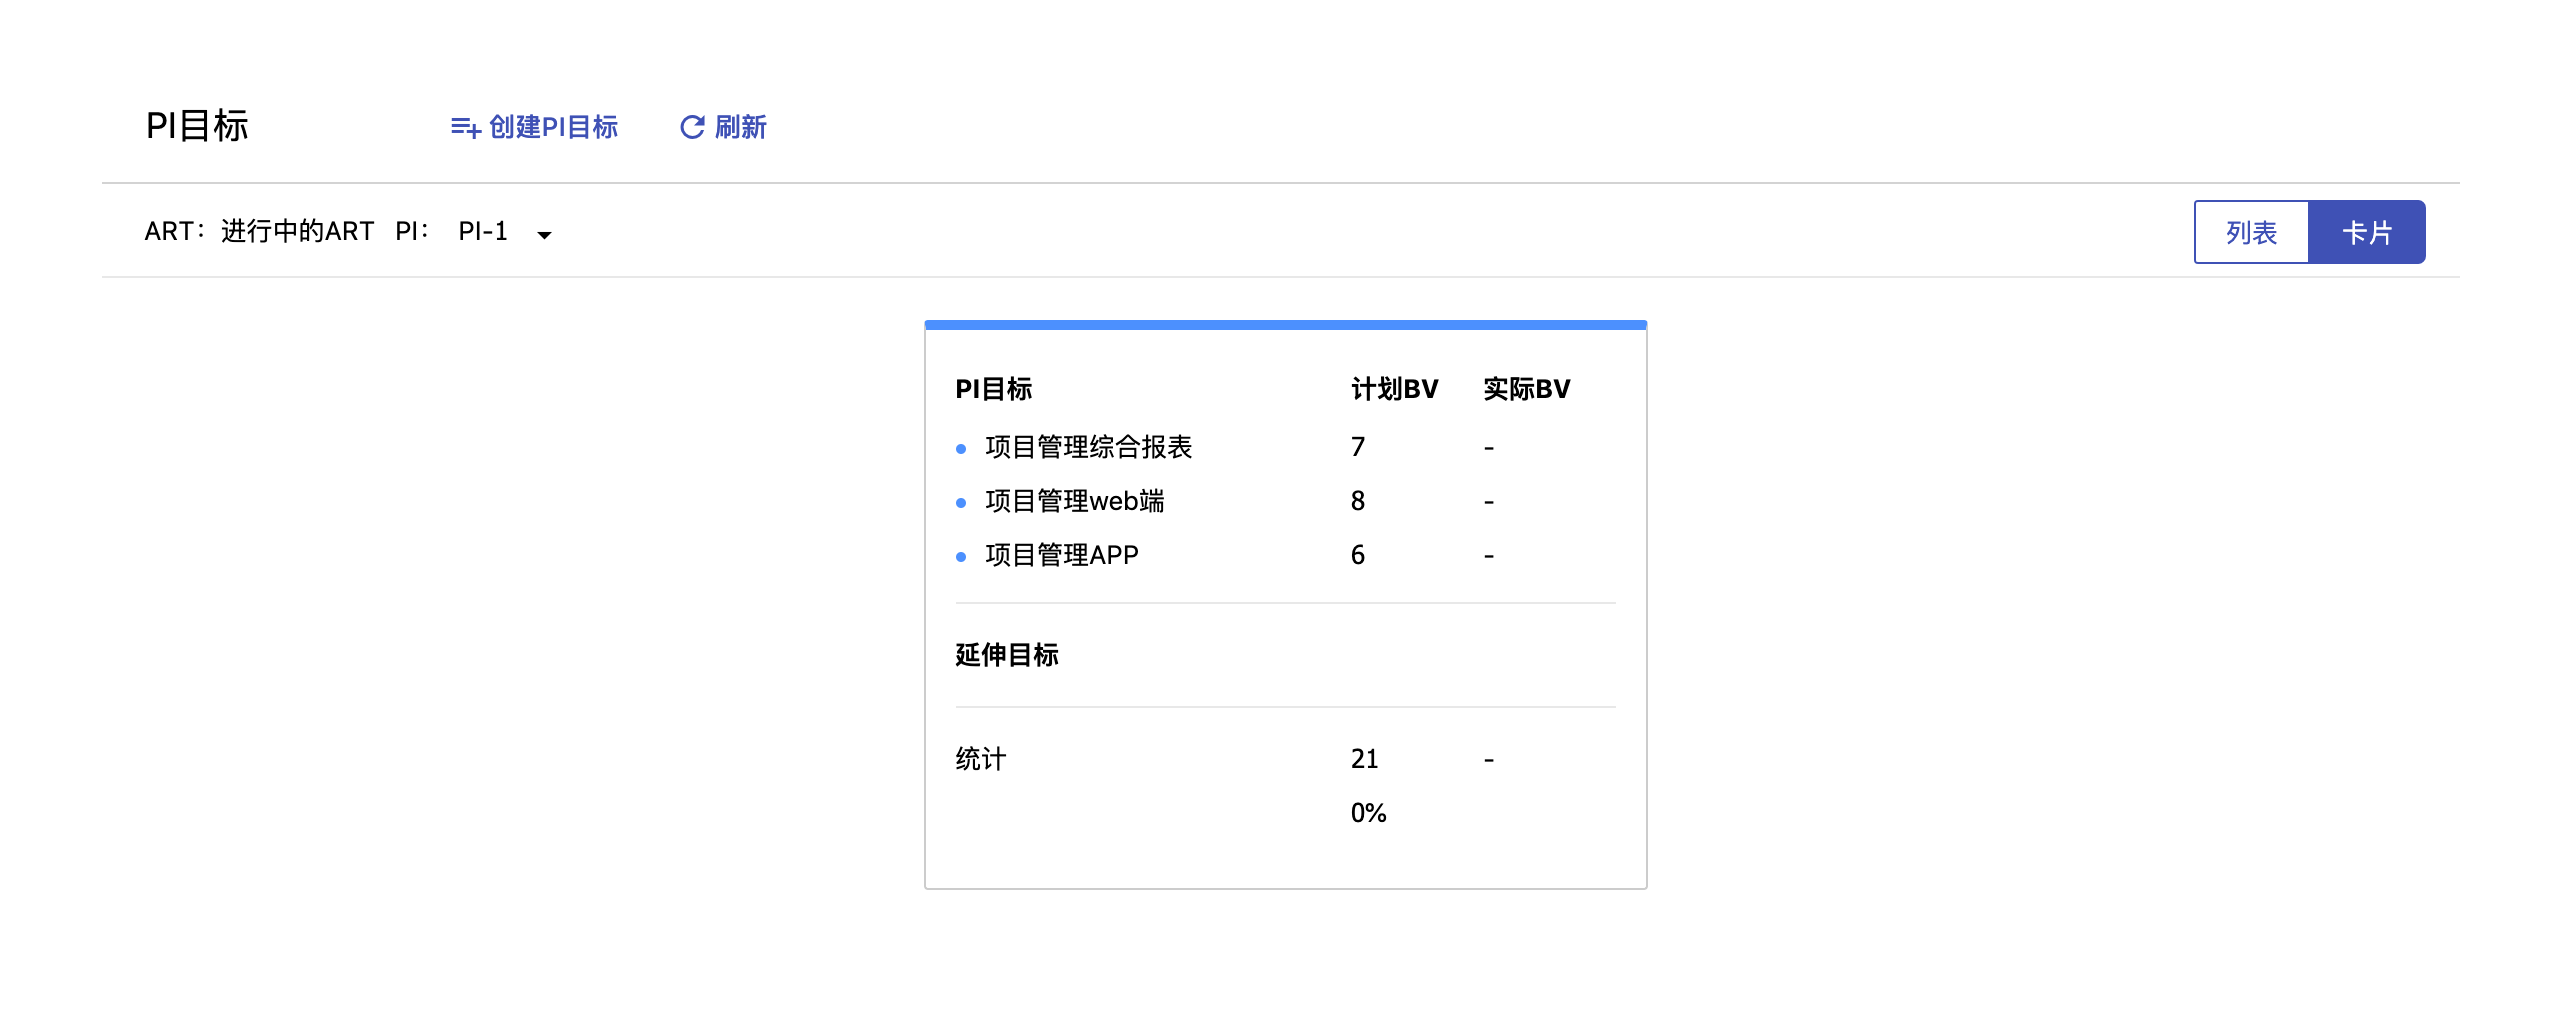 PI目标 创建PI目标 刷新
ART：进行中的ART PI： PI-1 列表 卡片
PI目标 计划BV 实际BV
项目管理综合报表 7 -
项目管理web端 8 -
项目管理APP 6 -
延伸目标
统计 21 -
0%